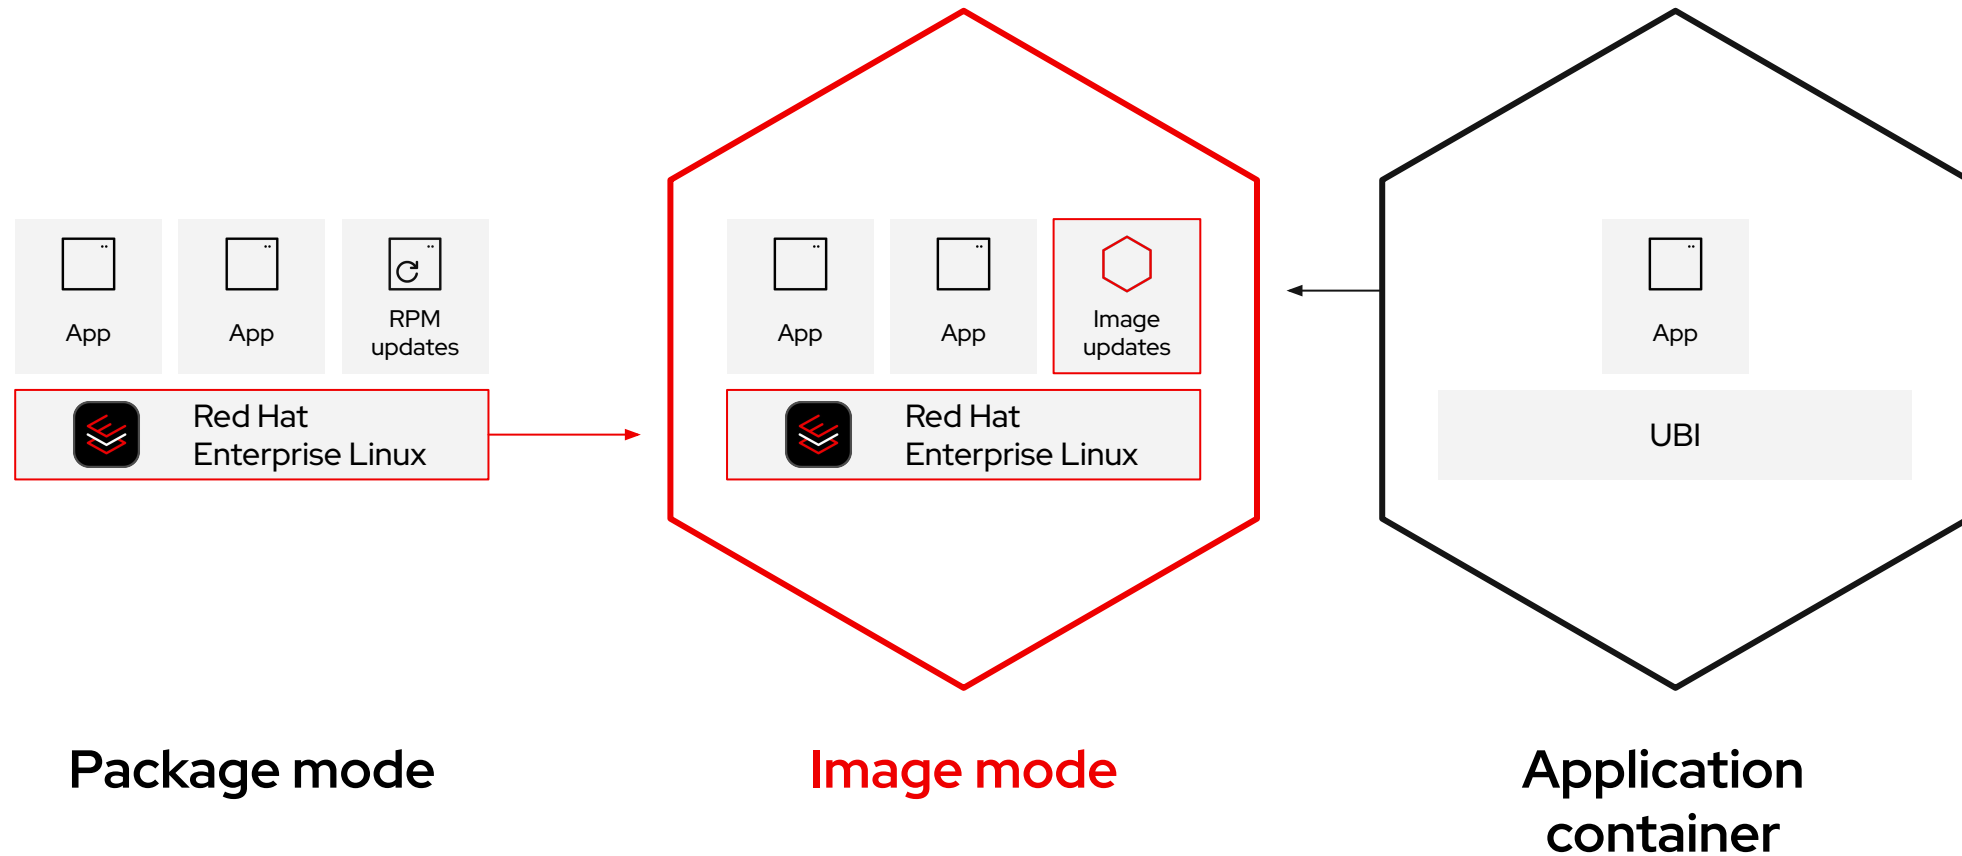 App
App
RPM
updates
Red Hat
Enterprise Linux
Package mode
App
App
Image
updates
Red Hat
Enterprise Linux
Image mode
App
UBI
Application
container